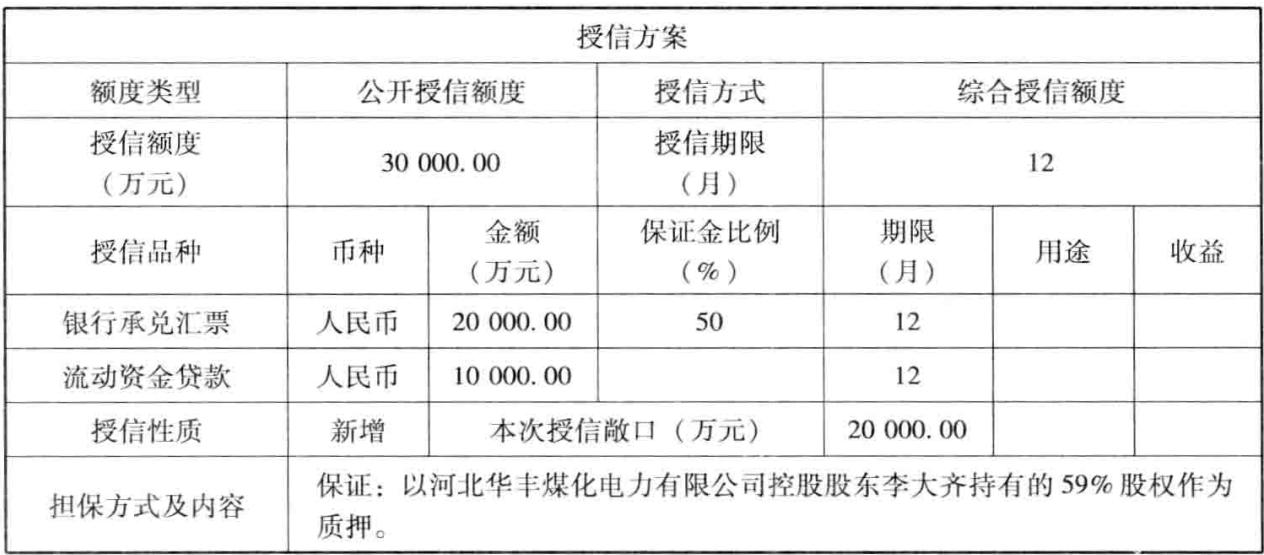 授信方案
额度类型 公开授信额度 授信方式 综合授信额度
授信额度
（万元） 30 000.00 授信期限
（月） 12
授信品种 币种 金额
（万元） 保证金比例
（%） 期限
（月） 用途 收益
银行承兑汇票 人民币 20 000.00 50 12
流动资金贷款 人民币 10 000.00 12
授信性质 新增 本次授信敞口（万元） 20 000.00
担保方式及内容 保证：以河北华丰煤化电力有限公司控股股东李大齐持有的59%股权作为
质押。